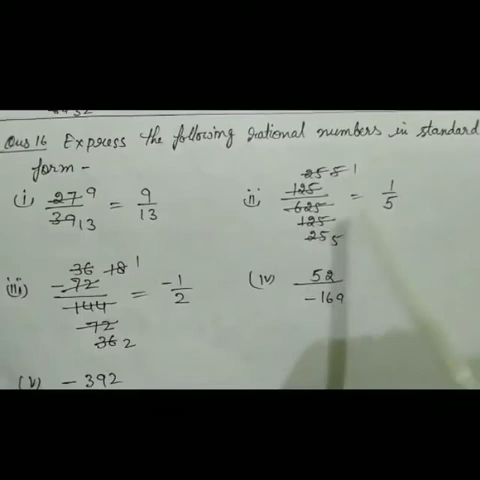 Ques 16 Express the following rational numbers in standard
form -
(i) 27 9 / 39 13 = 9/13
(ii) 25 5 1 / 125 / -625 125 25 5 = 1/5
(iii) 36 18 1 / -72 / 144 72 36 2 = -1/2
(iv) 52 / -169
(v) - 392